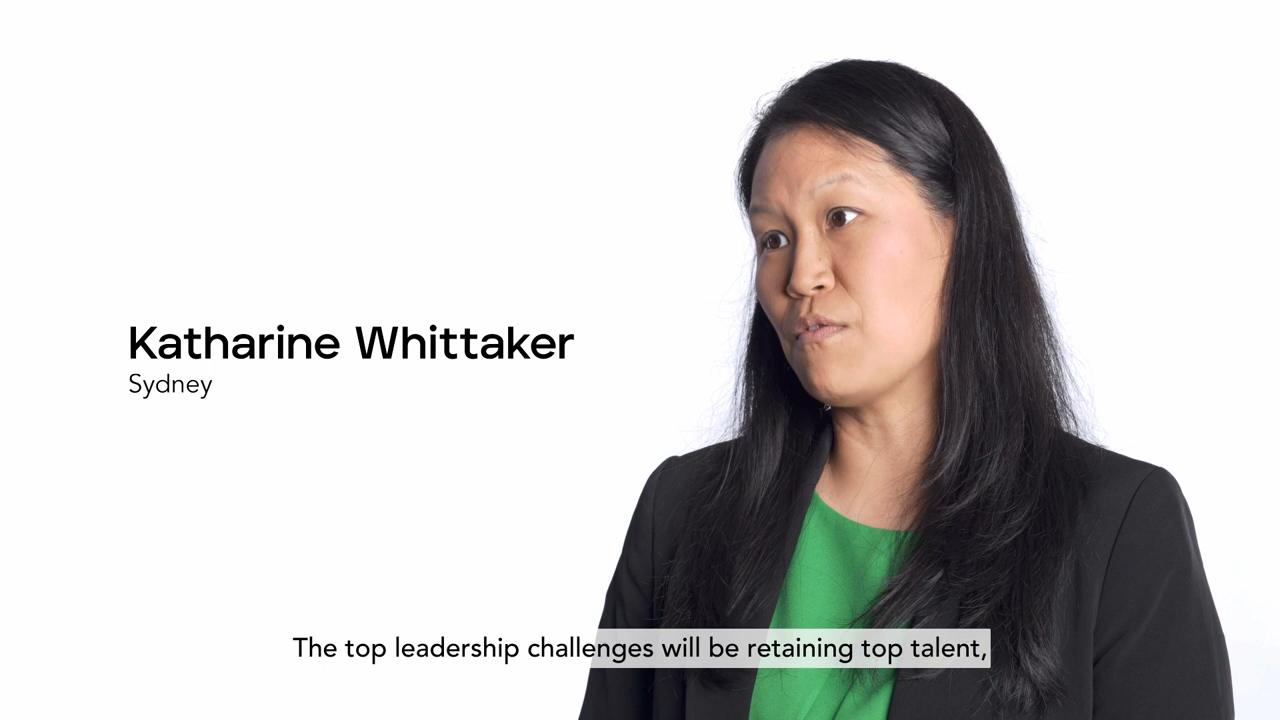 Katharine Whittaker
Sydney
The top leadership challenges will be retaining top talent,